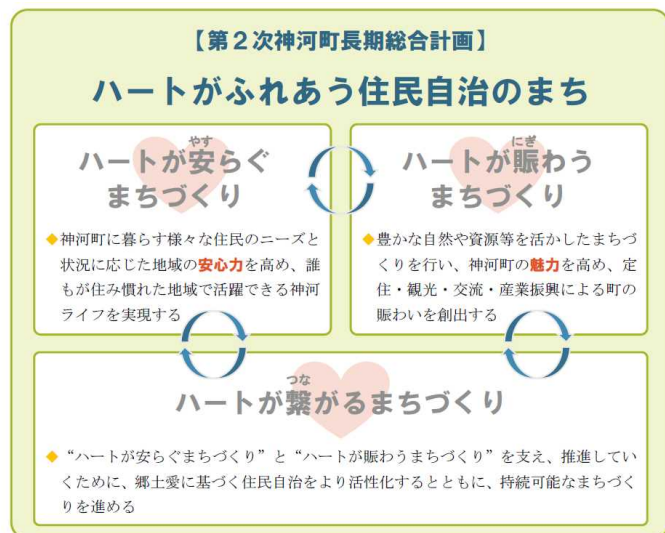 【第２次神河町長期総合計画】
ハートがふれあう住民自治のまち
やす
ハートが安らぐ
まちづくり
◆神河町に暮らす様々な住民のニーズと
状況に応じた地域の安心力を高め、誰
もが住み慣れた地域で活躍できる神河
ライフを実現する
にぎ
ハートが賑わう
まちづくり
◆豊かな自然や資源等を活かしたまちづ
くりを行い、神河町の魅力を高め、定
住・観光・交流・産業振興による町の
賑わいを創出する
つな
ハートが繋がるまちづくり
◆ “ハートが安らぐまちづくり”と“ハートが賑わうまちづくり”を支え、推進してい
くために、郷土愛に基づく住民自治をより活性化するとともに、持続可能なまちづく
りを進める